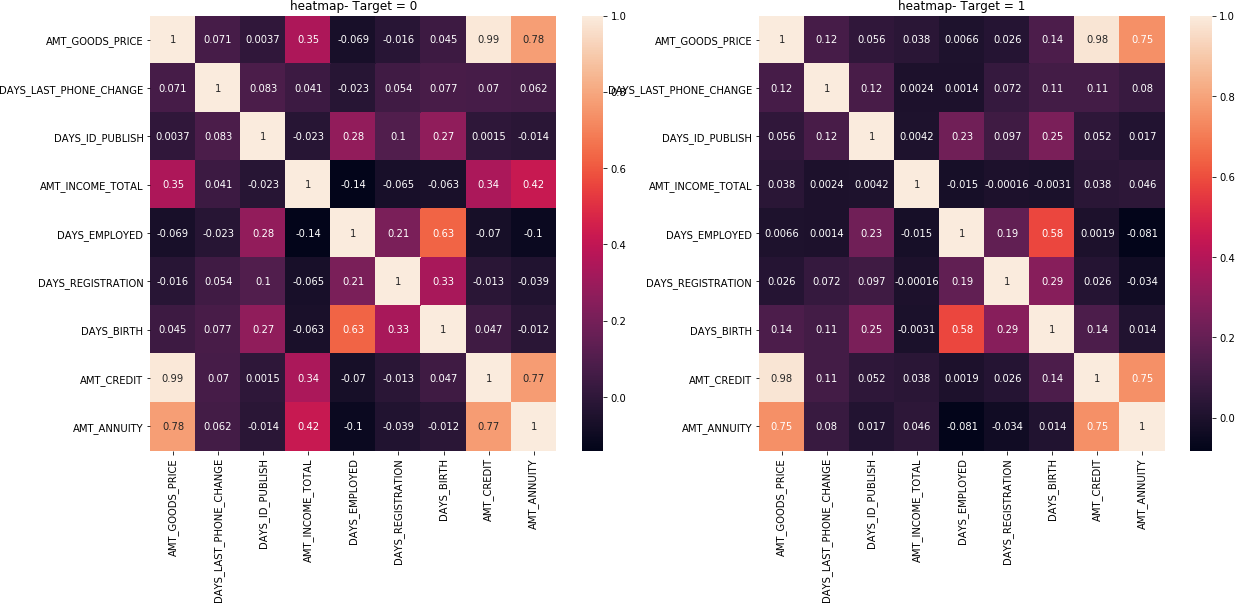 heatmap- Target = 0
AMT_GOODS_PRICE 1 0.071 0.0037 0.35 -0.069 -0.016 0.045 0.99 0.78
DAYS_LAST_PHONE_CHANGE 0.071 1 0.083 0.041 -0.023 0.054 0.077 0.07 0.062
DAYS_ID_PUBLISH 0.0037 0.083 1 -0.023 0.28 0.1 0.27 0.0015 -0.014
AMT_INCOME_TOTAL 0.35 0.041 -0.023 1 -0.14 -0.065 -0.063 0.34 0.42
DAYS_EMPLOYED -0.069 -0.023 0.28 -0.14 1 0.21 0.63 -0.07 -0.1
DAYS_REGISTRATION -0.016 0.054 0.1 -0.065 0.21 1 0.33 -0.013 -0.039
DAYS_BIRTH 0.045 0.077 0.27 -0.063 0.63 0.33 1 0.047 -0.012
AMT_CREDIT 0.99 0.07 0.0015 0.34 -0.07 -0.013 0.047 1 0.77
AMT_ANNUITY 0.78 0.062 -0.014 0.42 -0.1 -0.039 -0.012 0.77 1
AMT_GOODS_PRICE DAYS_LAST_PHONE_CHANGE DAYS_ID_PUBLISH AMT_INCOME_TOTAL DAYS_EMPLOYED DAYS_REGISTRATION DAYS_BIRTH AMT_CREDIT AMT_ANNUITY
1.0
0.8
0.6
0.4
0.2
0.0
heatmap- Target = 1
AMT_GOODS_PRICE 1 0.12 0.056 0.038 0.0066 0.026 0.14 0.98 0.75
DAYS_LAST_PHONE_CHANGE 0.12 1 0.12 0.0024 0.0014 0.072 0.11 0.11 0.08
DAYS_ID_PUBLISH 0.056 0.12 1 0.0042 0.23 0.097 0.25 0.052 0.017
AMT_INCOME_TOTAL 0.038 0.0024 0.0042 1 -0.015 -0.00016 -0.0031 0.038 0.046
DAYS_EMPLOYED 0.0066 0.0014 0.23 -0.015 1 0.19 0.58 0.0019 -0.081
DAYS_REGISTRATION 0.026 0.072 0.097 -0.00016 0.19 1 0.29 0.026 -0.034
DAYS_BIRTH 0.14 0.11 0.25 -0.0031 0.58 0.29 1 0.14 0.014
AMT_CREDIT 0.98 0.11 0.052 0.038 0.0019 0.026 0.14 1 0.75
AMT_ANNUITY 0.75 0.08 0.017 0.046 -0.081 -0.034 0.014 0.75 1
AMT_GOODS_PRICE DAYS_LAST_PHONE_CHANGE DAYS_ID_PUBLISH AMT_INCOME_TOTAL DAYS_EMPLOYED DAYS_REGISTRATION DAYS_BIRTH AMT_CREDIT AMT_ANNUITY
1.0
0.8
0.6
0.4
0.2
0.0